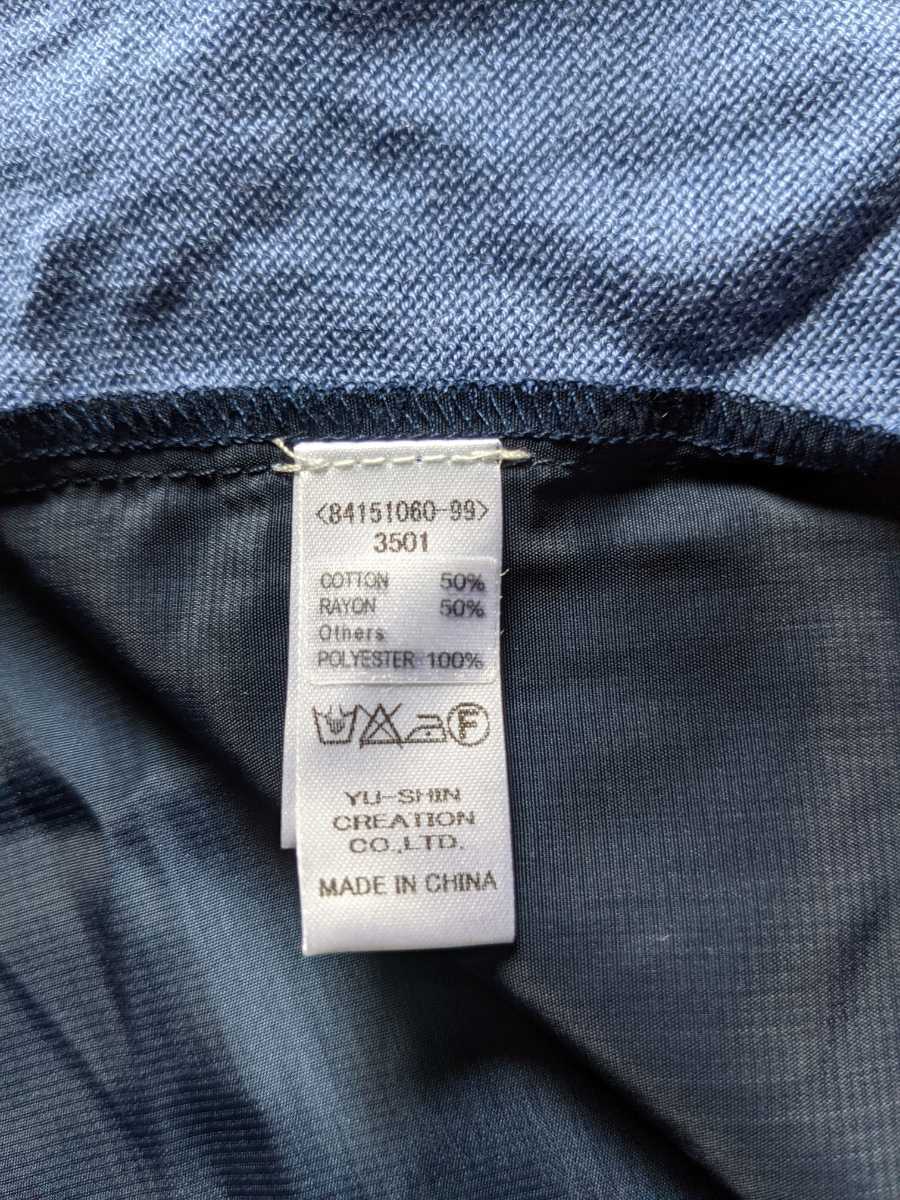 <84151060-99>
3501
COTTON 50%
RAYON 50%
Others
POLYESTER 100%
F
YU-SHIN
CREATION
CO.,LTD.
MADE IN CHINA